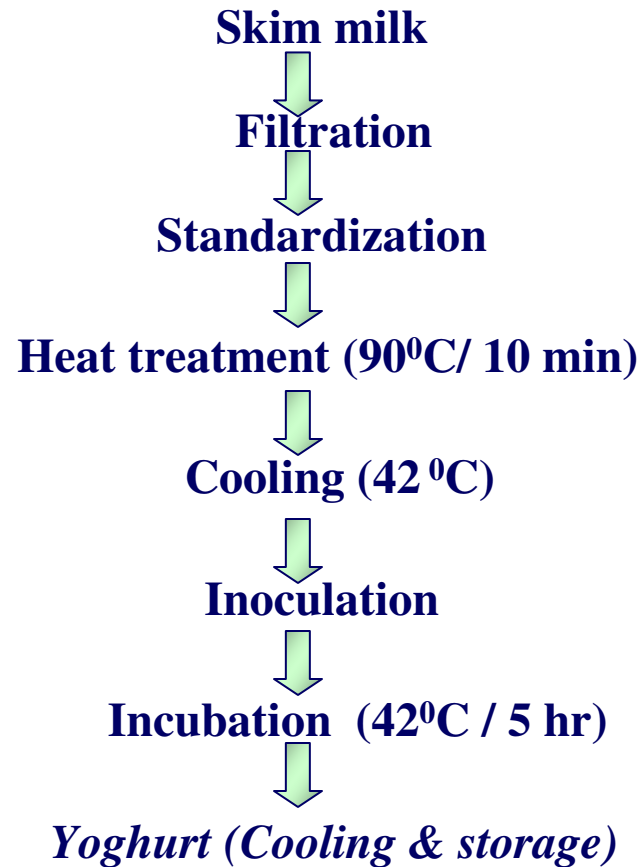 Skim milk
Filtration
Standardization
Heat treatment (90⁰C/ 10 min)
Cooling (42 ⁰C)
Inoculation
Incubation (42⁰C / 5 hr)
Yoghurt (Cooling & storage)